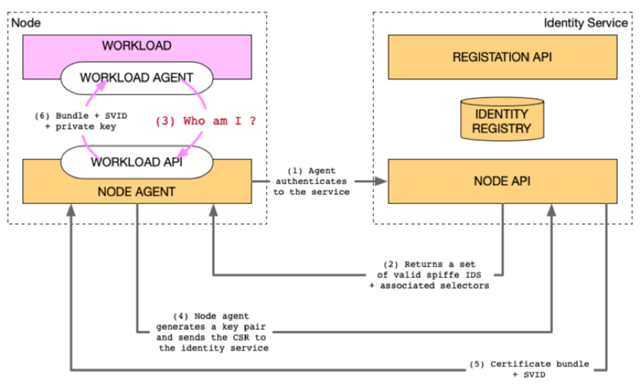 Node
Identity Service
WORKLOAD
WORKLOAD AGENT
REGISTATION API
(6) Bundle + SVID
+ private key
(3) Who am I ?
IDENTITY
REGISTRY
WORKLOAD API
NODE AGENT
(1) Agent
authenticates
to the service
NODE API
(2) Returns a set
of valid spiffe IDS
+ associated selectors
(4) Node agent
generates a key pair
and sends the CSR to
the identity service
(5) Certificate bundle
+ SVID